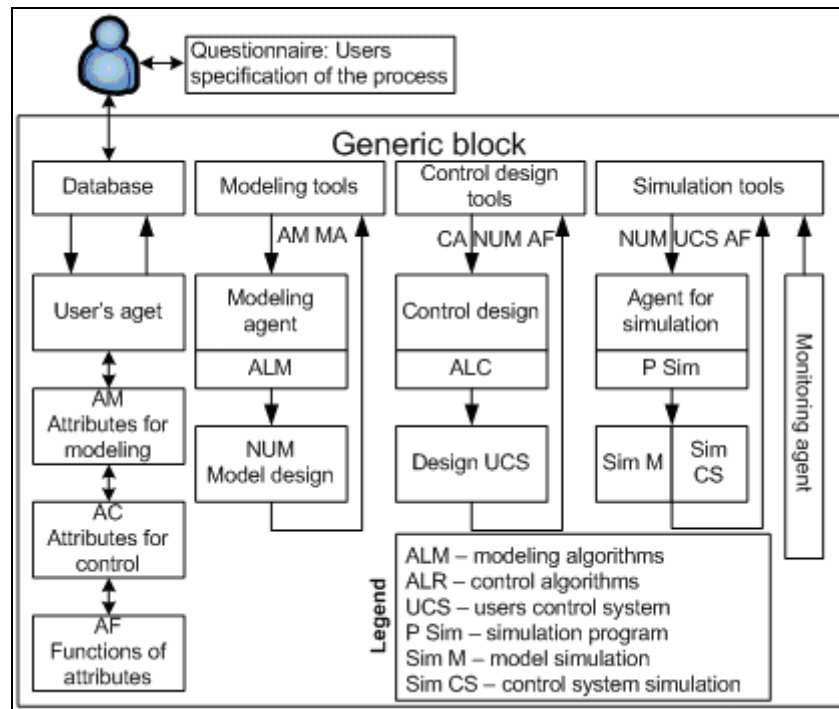 Questionnaire: Users
specification of the process
Generic block
Database
Modeling tools
Control design
tools
Simulation tools
AM MA
CA NUM AF
NUM UCS AF
User's aget
Modeling
agent
Control design
Agent for
simulation
ALM
ALC
P Sim
Monitoring agent
AM
Attributes for
modeling
NUM
Model design
Design UCS
Sim M
Sim
CS
AC
Attributes for
control
AF
Functions of
attributes
Legend
ALM – modeling algorithms
ALR – control algorithms
UCS – users control system
P Sim – simulation program
Sim M – model simulation
Sim CS – control system simulation